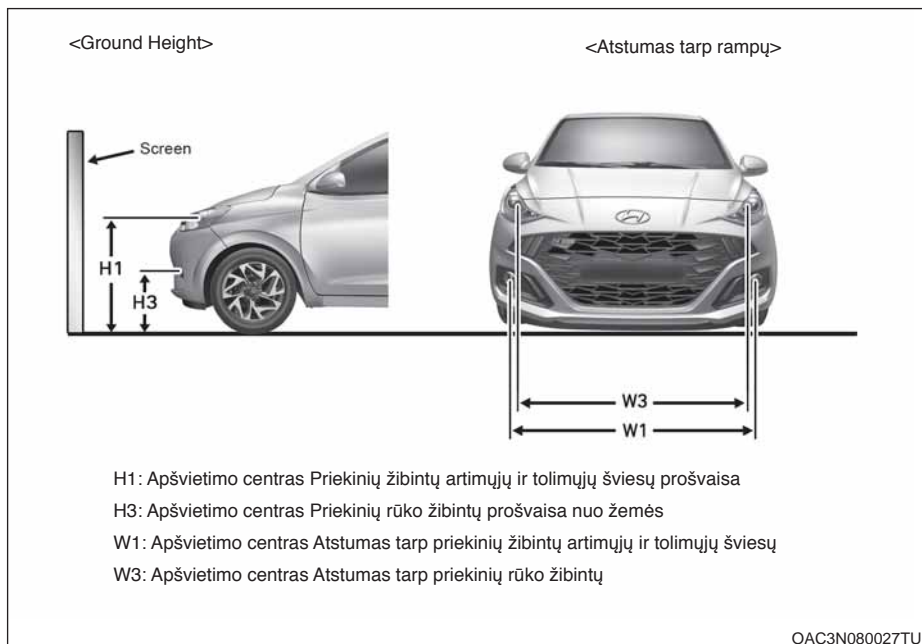 <Ground Height>
<Atstumas tarp rampų>
Screen
H1
H3
W3
W1
H1: Apšvietimo centras Priekinių žibintų artimųjų ir tolimųjų šviesų prošvaisa
H3: Apšvietimo centras Priekinių rūko žibintų prošvaisa nuo žemės
W1: Apšvietimo centras Atstumas tarp priekinių žibintų artimųjų ir tolimųjų šviesų
W3: Apšvietimo centras Atstumas tarp priekinių rūko žibintų
OAC3N080027TU